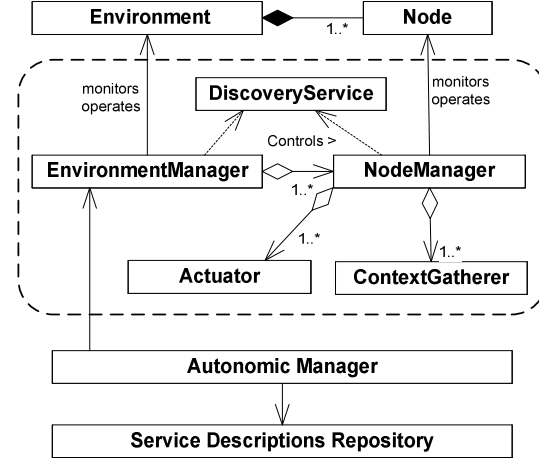 Environment
Node
1..*
monitors
operates
monitors
operates
DiscoveryService
Controls >
EnvironmentManager
NodeManager
1..*
1..*
1..*
Actuator
ContextGatherer
Autonomic Manager
Service Descriptions Repository